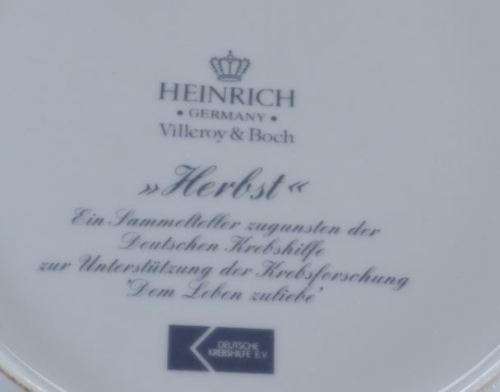 HEINRICH
• GERMANY •
Villeroy & Boch
»Herbst«
Ein Sammelteller zugunsten der
Deutschen Krebshilfe
zur Unterstützung der Krebsforschung
'Dem Leben zuliebe'
DEUTSCHE
KREBSHILFE E.V.